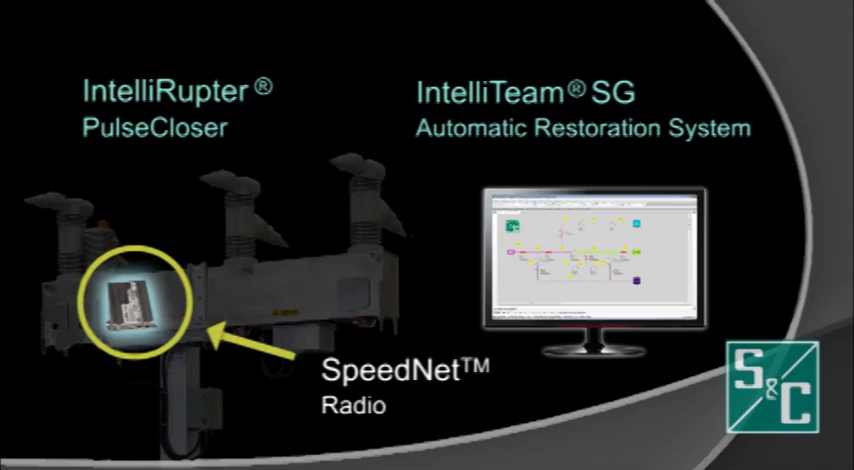 IntelliRupter®
PulseCloser
IntelliTeam® SG
Automatic Restoration System
SpeedNet™
Radio
S&C